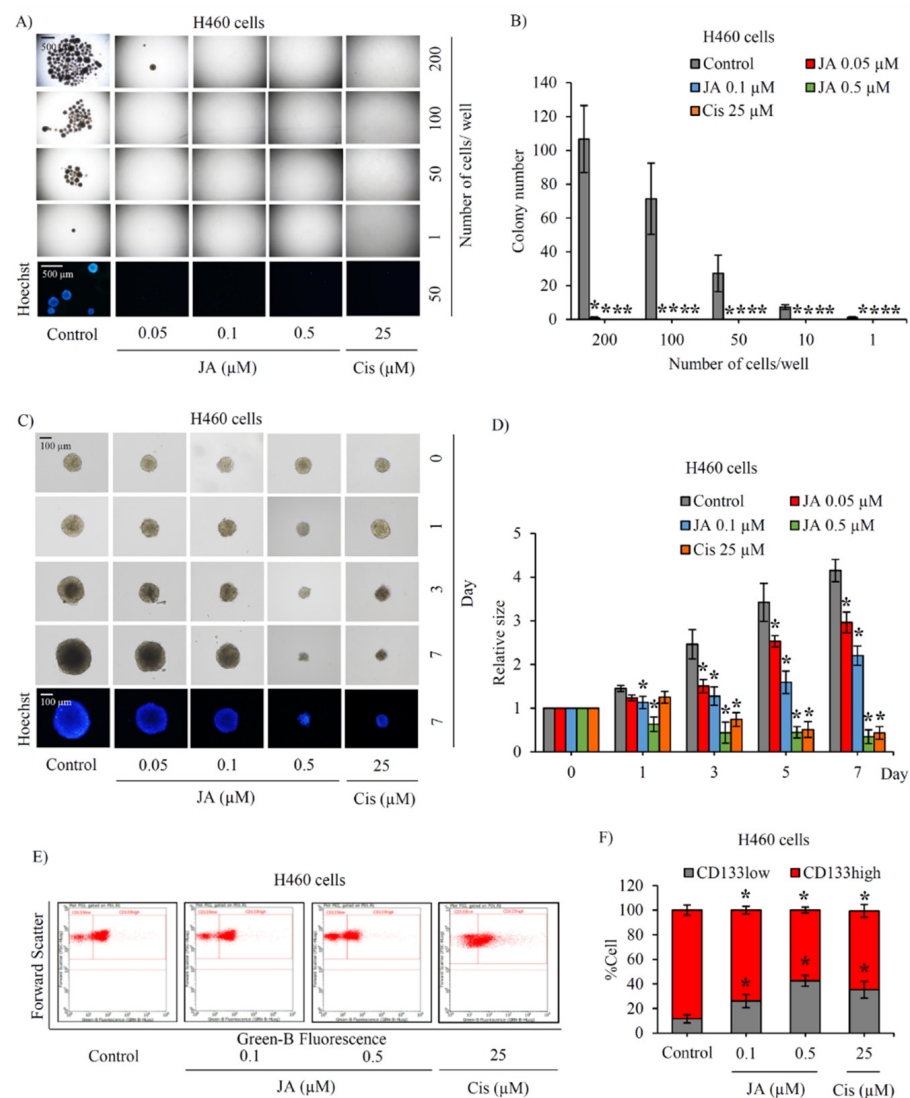 A)
H460 cells
500
200
100
50
1
Number of cells/ well
Hoechst
500 µm
50
Control
0.05
0.1
0.5
25
JA (µM)
Cis (µM)
B)
H460 cells
Control
JA 0.05 µM
JA 0.1 µM
JA 0.5 µM
Cis 25 µM
Colony number
140
120
100
80
60
40
20
0
* * * *
* * * *
* * * *
* * * *
* * * *
200
100
50
10
1
Number of cells/well
C)
H460 cells
100 µm
0
1
3
7
Day
Hoechst
100 µm
7
Control
0.05
0.1
0.5
25
JA (µM)
Cis (µM)
D)
H460 cells
Control
JA 0.05 µM
JA 0.1 µM
JA 0.5 µM
Cis 25 µM
Relative size
5
4
3
2
1
0
* *
* * * *
* * * *
* * * *
0
1
3
5
7
Day
E)
H460 cells
Forward Scatter
Green-B Fluorescence
Control
0.1
0.5
25
JA (µM)
Cis (µM)
F)
H460 cells
CD133low
CD133high
%Cell
120
100
80
60
40
20
0
* * *
* * *
Control
0.1
0.5
25
JA (µM)
Cis (µM)